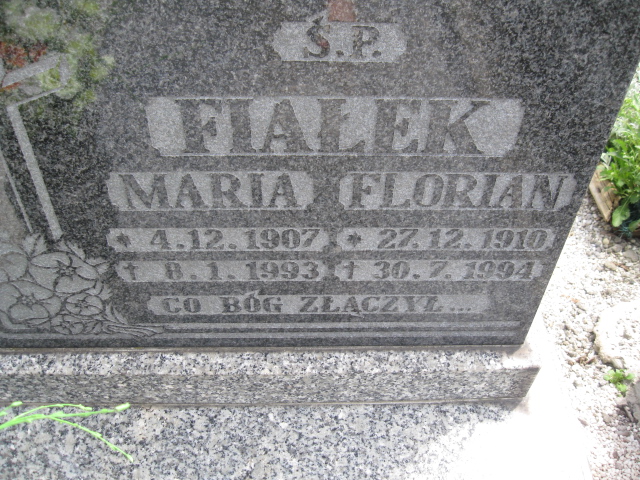 Ś.P.
FIAŁEK
MARIA FLORIAN
* 4.12.1907 * 27.12.1910
† 8.1.1993 † 30.7.1994
CO BÓG ZŁĄCZYŁ...